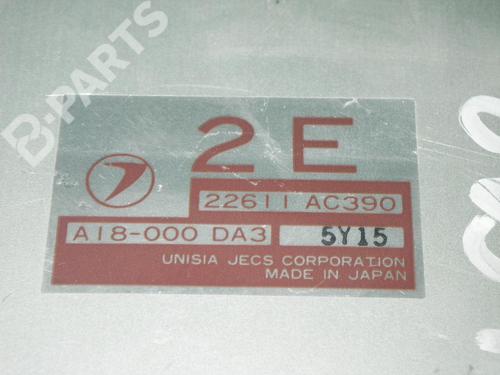 B-PARTS
2E
22611 AC390
A18-000 DA3 5Y15
UNISIA JECS CORPORATION
MADE IN JAPAN